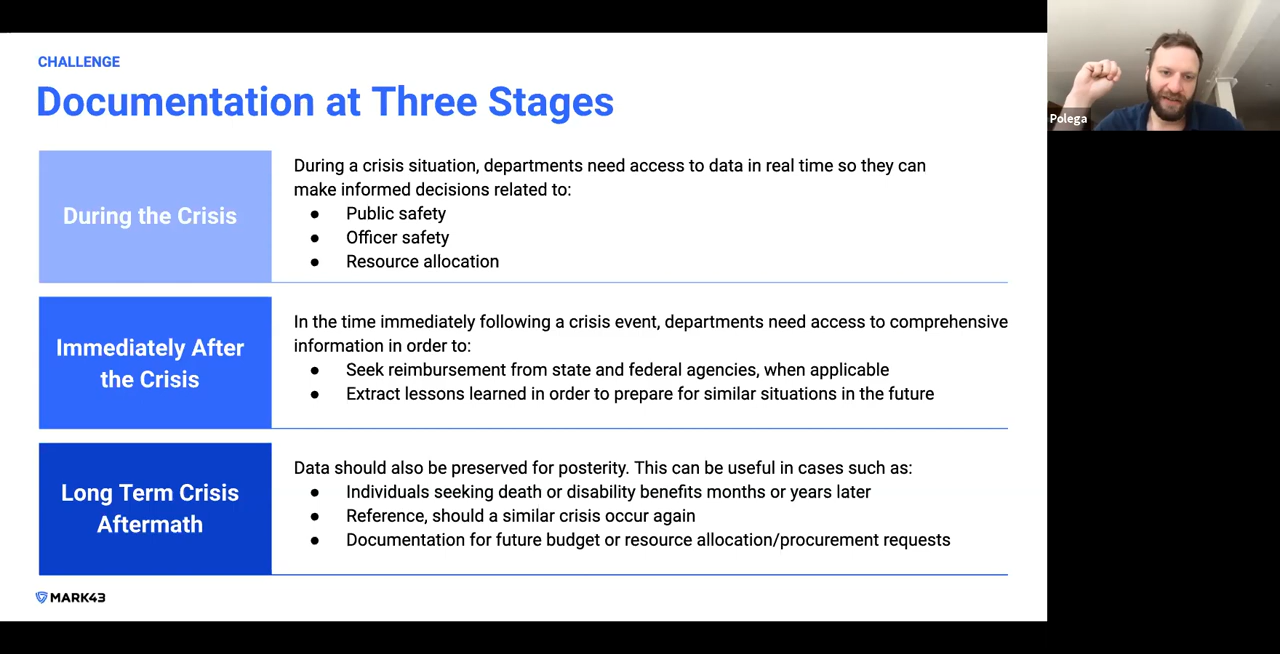 CHALLENGE
Documentation at Three Stages
During the Crisis
During a crisis situation, departments need access to data in real time so they can
make informed decisions related to:
● Public safety
● Officer safety
● Resource allocation
Immediately After
the Crisis
In the time immediately following a crisis event, departments need access to comprehensive
information in order to:
● Seek reimbursement from state and federal agencies, when applicable
● Extract lessons learned in order to prepare for similar situations in the future
Long Term Crisis
Aftermath
Data should also be preserved for posterity. This can be useful in cases such as:
● Individuals seeking death or disability benefits months or years later
● Reference, should a similar crisis occur again
● Documentation for future budget or resource allocation/procurement requests
MARK43
Polega